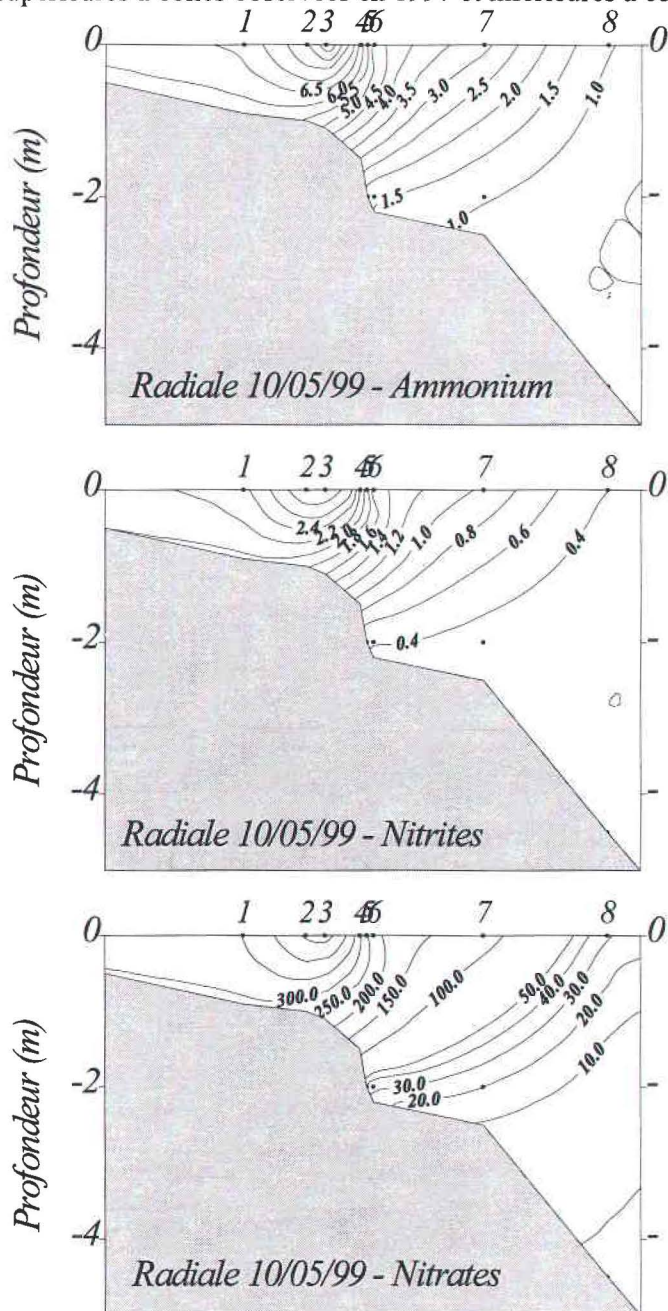 0 1 2 3 4 5 6 7 8 0
6.5 6.0 5.5 5.0 4.5 4.0 3.5 3.0 2.5 2.0 1.5 1.0
-2
1.5
1.0
-4
Profondeur (m)
Radiale 10/05/99 - Ammonium
0 1 2 3 4 5 6 7 8 0
2.4 2.2 2.0 1.8 1.6 1.4 1.2 1.0 0.8 0.6 0.4
-2
0.4
-4
Profondeur (m)
Radiale 10/05/99 - Nitrites
0 1 2 3 4 5 6 7 8 0
300.0 250.0 200.0 150.0 100.0 50.0 40.0 30.0 20.0 10.0
-2
30.0
20.0
-4
Profondeur (m)
Radiale 10/05/99 - Nitrates